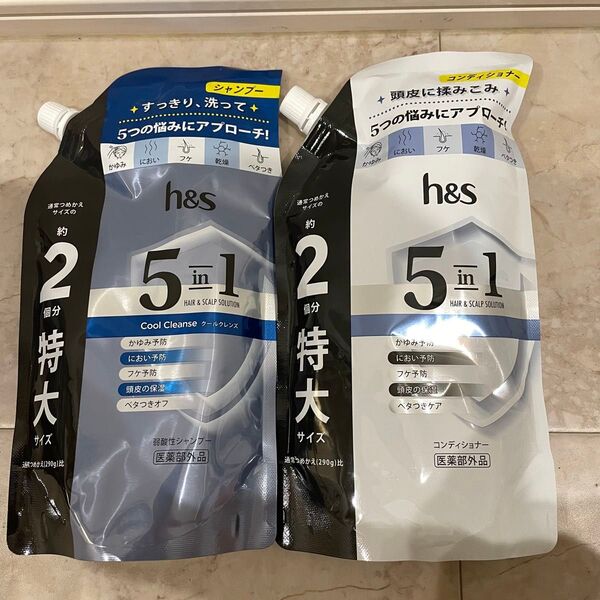 シャンプー
すっきり、洗って
5つの悩みにアプローチ!
かゆみ
におい
フケ
乾燥
ベタつき
通常つめかえ
サイズの
約
2
個分
特大
サイズ
通常つめかえ(290g)比
h&s
5in1
HAIR & SCALP SOLUTION
Cool Cleanse クールクレンズ
かゆみ予防
におい予防
フケ予防
頭皮の保湿
ベタつきオフ
弱酸性シャンプー
医薬部外品
コンディショナー
頭皮に揉みこみ
5つの悩みにアプローチ!
かゆみ
におい
フケ
乾燥
ベタつき
通常つめかえ
サイズの
約
2
個分
特大
サイズ
通常つめかえ(290g)比
h&s
5in1
HAIR & SCALP SOLUTION
かゆみ予防
におい予防
フケ予防
頭皮の保湿
ベタつきケア
コンディショナー
医薬部外品